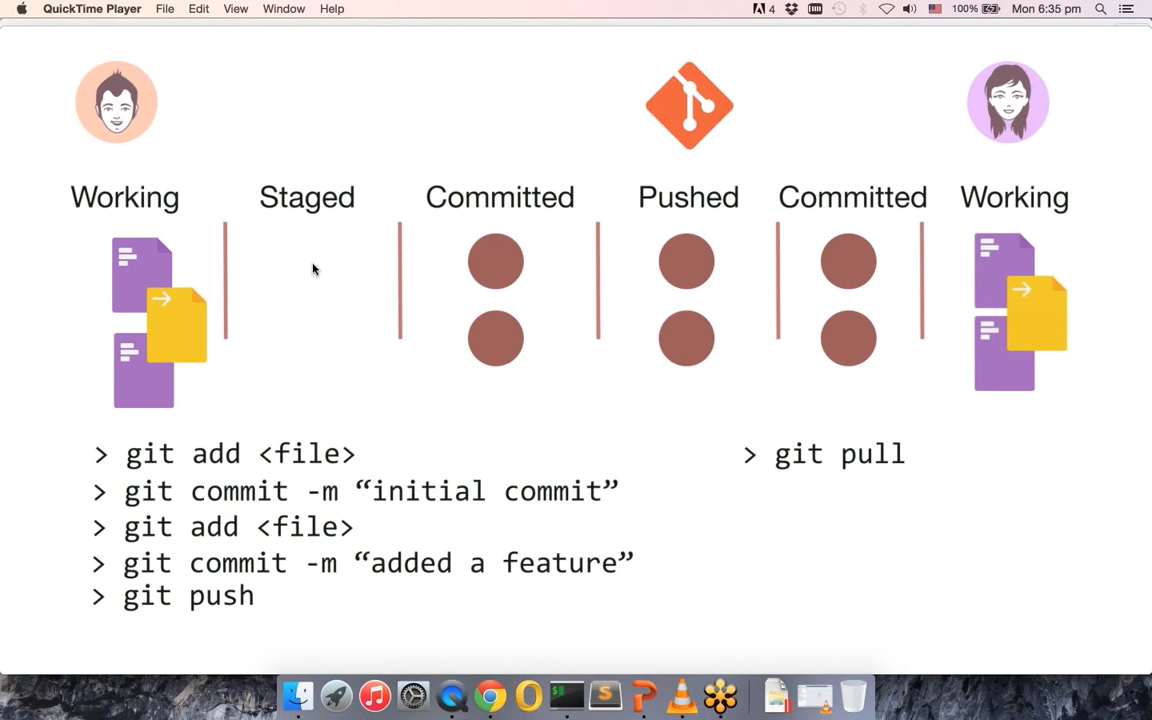 QuickTime Player File Edit View Window Help 4 100% Mon 6:35 pm
Working Staged Committed Pushed Committed Working
> git add <file>
> git pull
> git commit -m “initial commit”
> git add <file>
> git commit -m “added a feature”
> git push